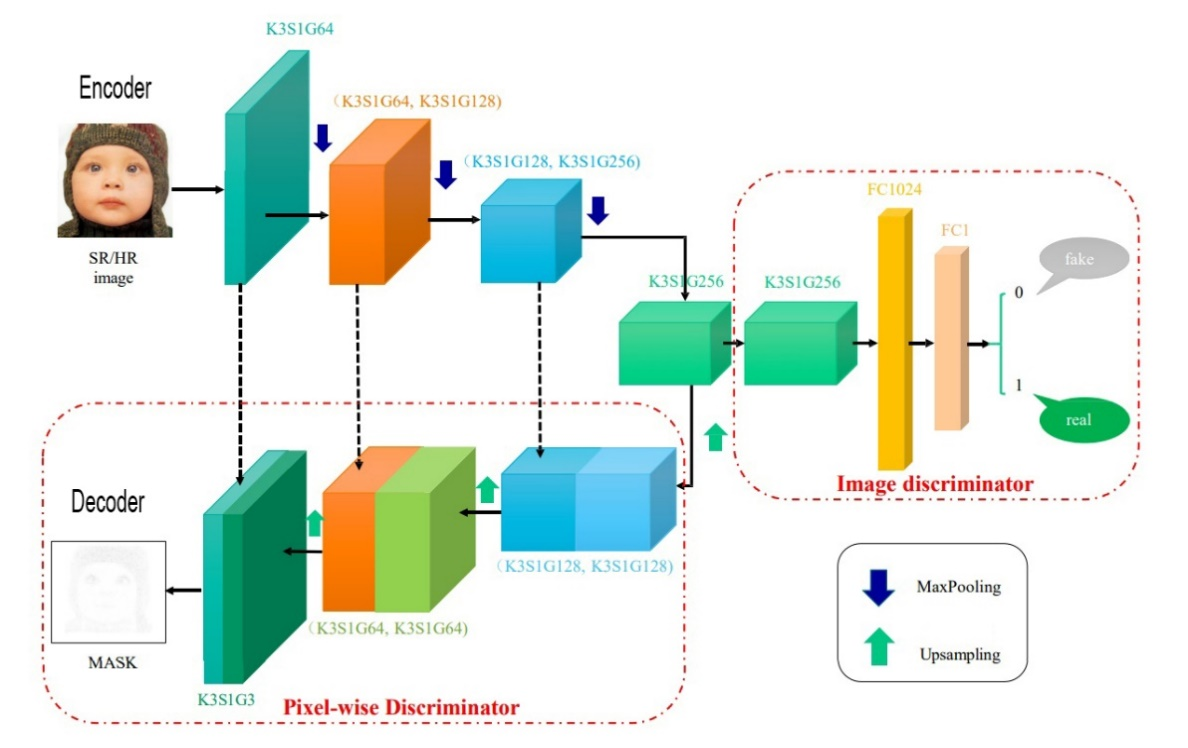 K3S1G64
Encoder
（K3S1G64, K3S1G128)
(K3S1G128, K3S1G256)
SR/HR
image
FC1024
FC1
fake
0
K3S1G256
K3S1G256
1
real
Image discriminator
Decoder
（K3S1G128, K3S1G128)
MaxPooling
（K3S1G64, K3S1G64)
Upsampling
MASK
K3S1G3
Pixel-wise Discriminator